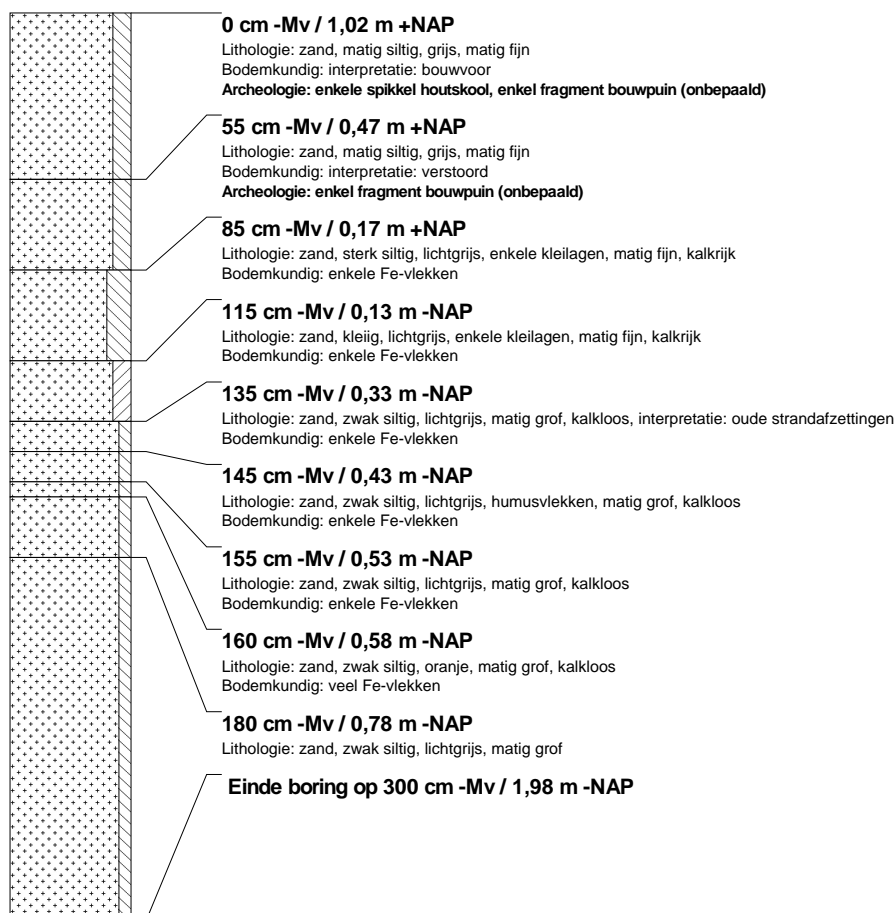 0 cm -Mv / 1,02 m +NAP
Lithologie: zand, matig siltig, grijs, matig fijn
Bodemkundig: interpretatie: bouwvoor
Archeologie: enkele spikkel houtskool, enkel fragment bouwpuin (onbepaald)
55 cm -Mv / 0,47 m +NAP
Lithologie: zand, matig siltig, grijs, matig fijn
Bodemkundig: interpretatie: verstoord
Archeologie: enkel fragment bouwpuin (onbepaald)
85 cm -Mv / 0,17 m +NAP
Lithologie: zand, sterk siltig, lichtgrijs, enkele kleilagen, matig fijn, kalkrijk
Bodemkundig: enkele Fe-vlekken
115 cm -Mv / 0,13 m -NAP
Lithologie: zand, kleiig, lichtgrijs, enkele kleilagen, matig fijn, kalkrijk
Bodemkundig: enkele Fe-vlekken
135 cm -Mv / 0,33 m -NAP
Lithologie: zand, zwak siltig, lichtgrijs, matig grof, kalkloos, interpretatie: oude strandafzettingen
Bodemkundig: enkele Fe-vlekken
145 cm -Mv / 0,43 m -NAP
Lithologie: zand, zwak siltig, lichtgrijs, humusvlekken, matig grof, kalkloos
Bodemkundig: enkele Fe-vlekken
155 cm -Mv / 0,53 m -NAP
Lithologie: zand, zwak siltig, lichtgrijs, matig grof, kalkloos
Bodemkundig: enkele Fe-vlekken
160 cm -Mv / 0,58 m -NAP
Lithologie: zand, zwak siltig, oranje, matig grof, kalkloos
Bodemkundig: veel Fe-vlekken
180 cm -Mv / 0,78 m -NAP
Lithologie: zand, zwak siltig, lichtgrijs, matig grof
Einde boring op 300 cm -Mv / 1,98 m -NAP